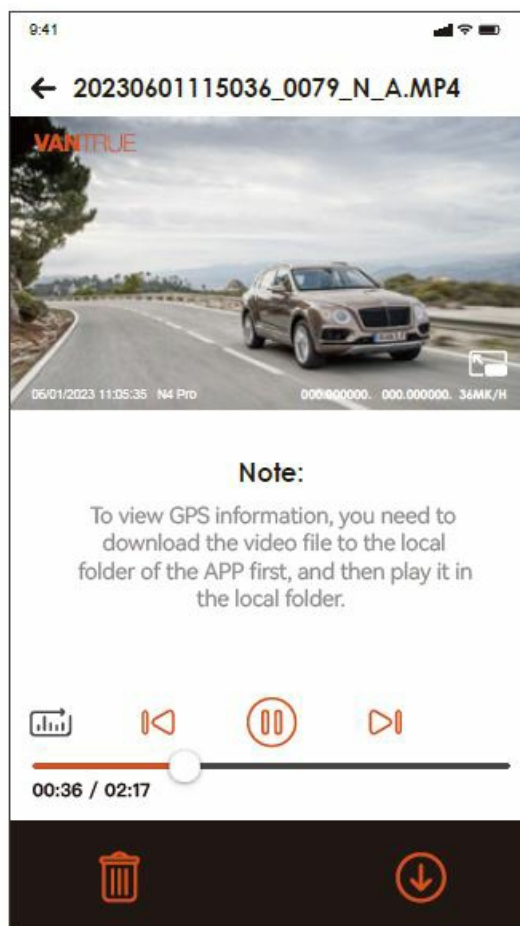 9:41
20230601115036_0079_N_A.MP4
VANTRUE
06/01/2023 11:05:35 N4 Pro 000.000000. 000.000000. 36MK/H
Note:
To view GPS information, you need to
download the video file to the local
folder of the APP first, and then play it in
the local folder.
00:36 / 02:17